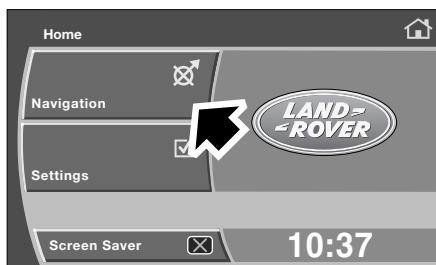 Home
Navigation
LAND-
-ROVER
Settings
Screen Saver
10:37